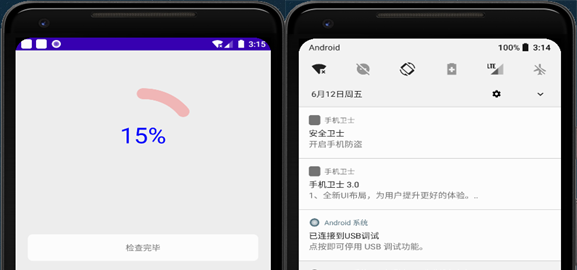 3:15
15%
检查完毕
Android
100%
3:14
LTE
6月12日周五
手机卫士
安全卫士
开启手机防盗
手机卫士
手机卫士 3.0
1、全新UI布局，为用户提升更好的体验。..
Android 系统
已连接到USB调试
点按即可停用 USB 调试功能。